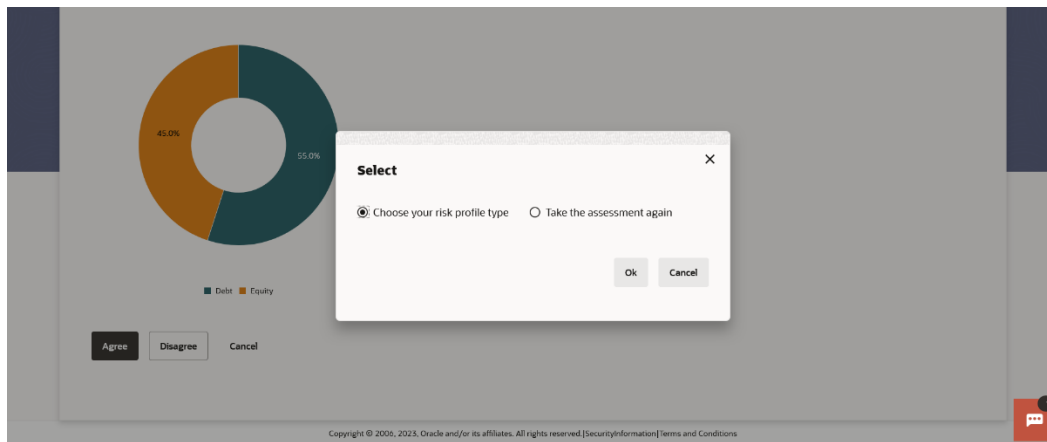 45.0%
55.0%
Debt Equity
Select
Choose your risk profile type Take the assessment again
Ok Cancel
Agree Disagree Cancel
Copyright © 2006, 2023, Oracle and/or its affiliates. All rights reserved.|SecurityInformation|Terms and Conditions